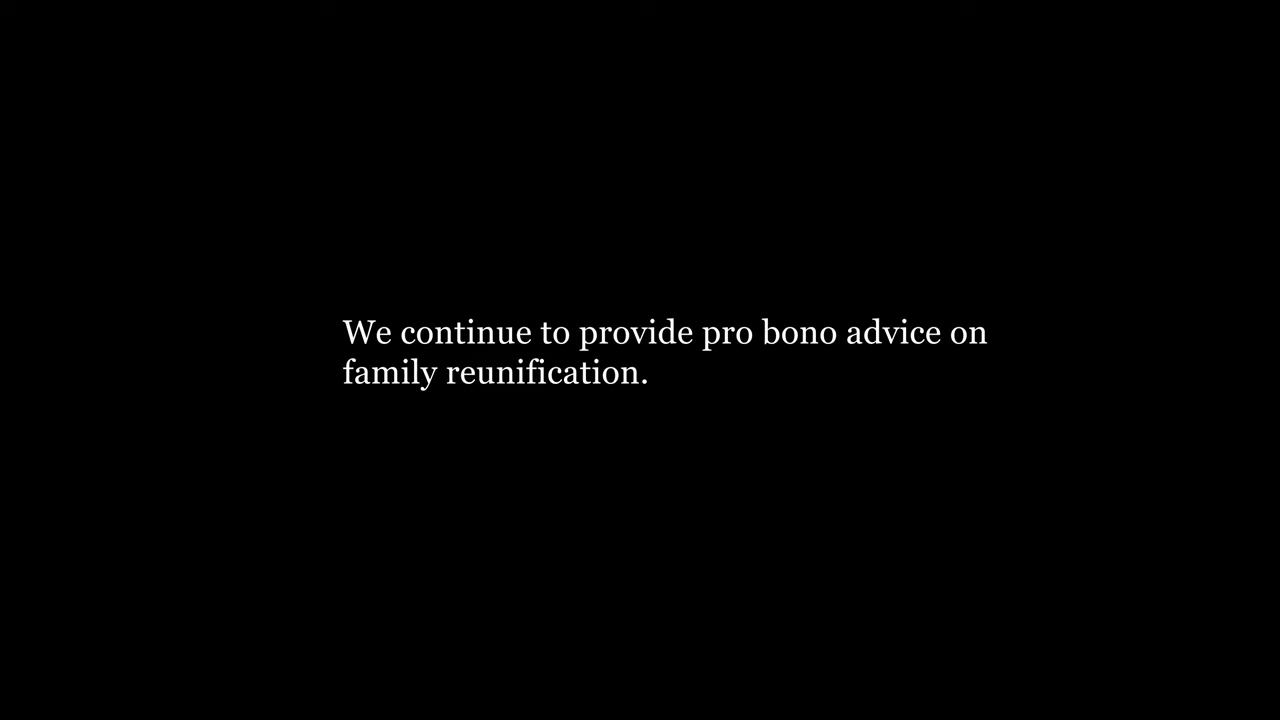 We continue to provide pro bono advice on
family reunification.